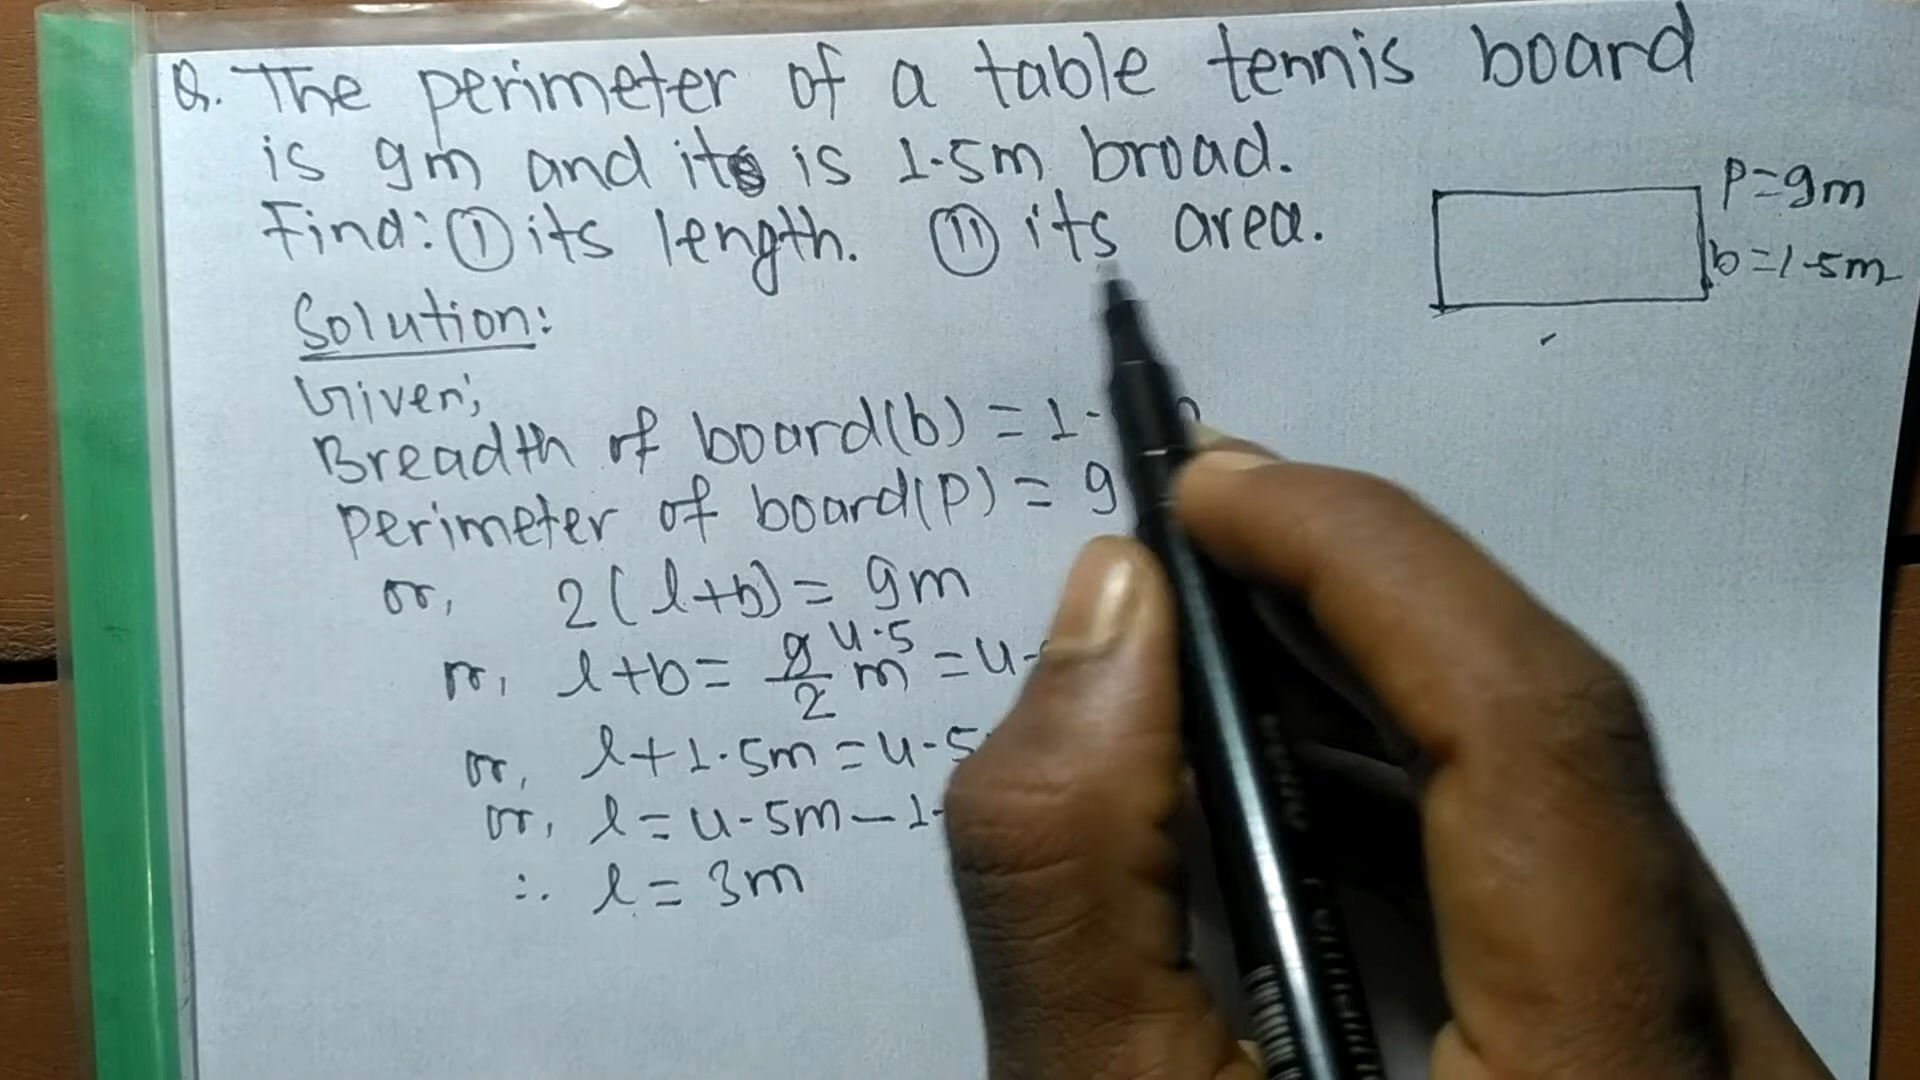 Q. The perimeter of a table tennis board
is 9m and its is 1.5m broad.
Find: (i) its length. (ii) its area.
P=9m
b=1.5m
Solution:
Given;
Breadth of board(b) = 1.
Perimeter of board(P) = 9
or, 2(l+b) = 9m
or, l+b = 9/2 m 4.5 = 4.
or, l+1.5m = 4.5
or, l = 4.5m - 1.
∴ l = 3m